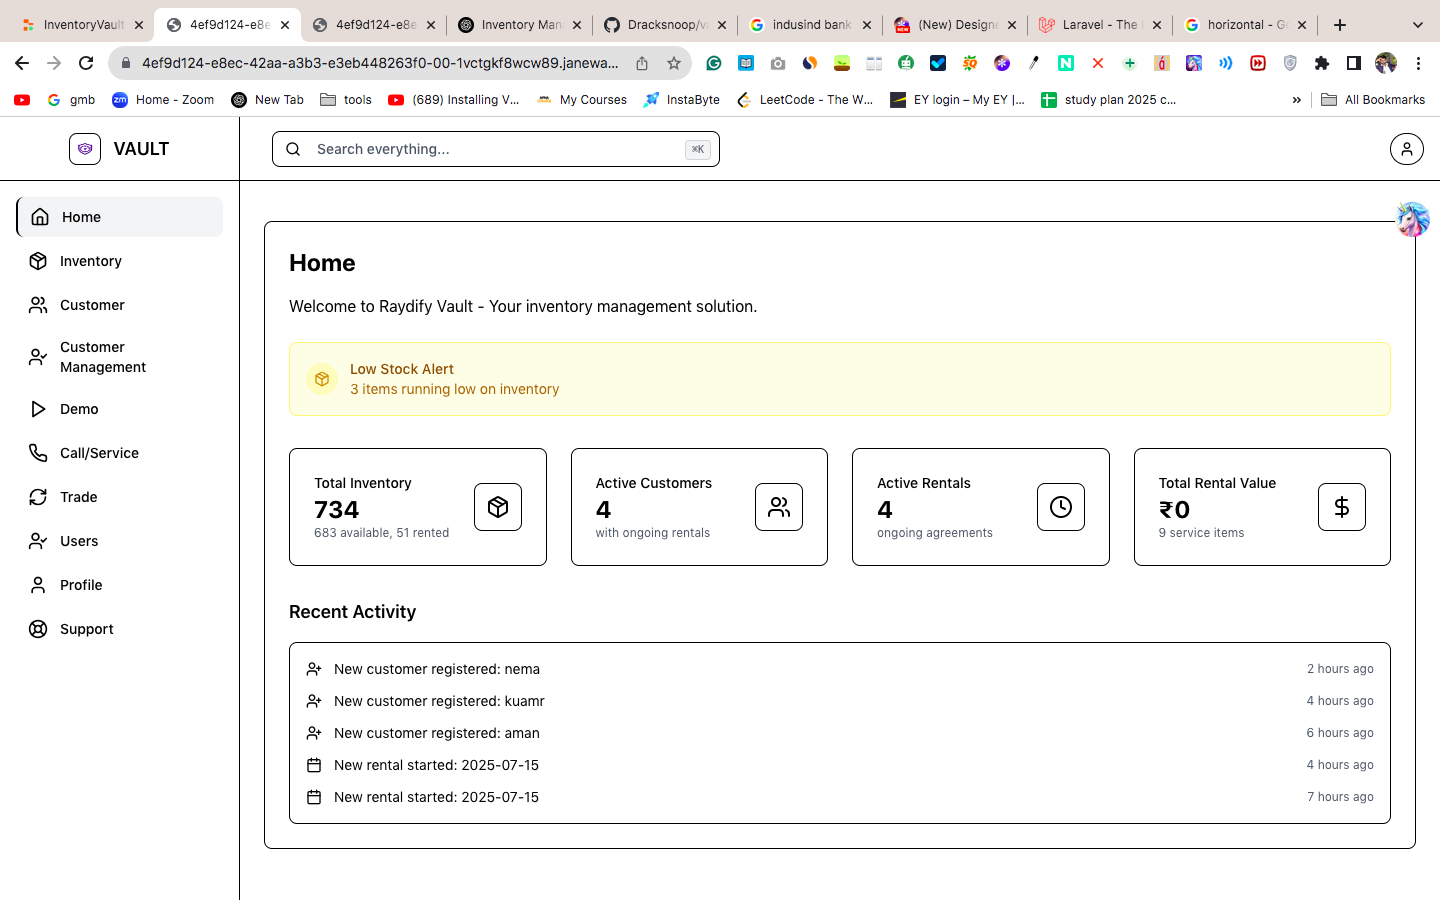 InventoryVault
4ef9d124-e8e
4ef9d124-e8e
Inventory Man
Dracksnoop/v
indusind bank
(New) Designe
Laravel - The
horizontal - G
4ef9d124-e8ec-42aa-a3b3-e3eb448263f0-00-1vctgkf8wcw89.janewa...
gmb
Home - Zoom
New Tab
tools
(689) Installing V...
My Courses
InstaByte
LeetCode - The W...
EY login – My EY |...
study plan 2025 c...
»
All Bookmarks
VAULT
Search everything...
⌘K
Home
Inventory
Customer
Customer
Management
Demo
Call/Service
Trade
Users
Profile
Support
Home
Welcome to Raydify Vault - Your inventory management solution.
Low Stock Alert
3 items running low on inventory
Total Inventory
734
683 available, 51 rented
Active Customers
4
with ongoing rentals
Active Rentals
4
ongoing agreements
Total Rental Value
₹0
9 service items
Recent Activity
New customer registered: nema
2 hours ago
New customer registered: kuamr
4 hours ago
New customer registered: aman
6 hours ago
New rental started: 2025-07-15
4 hours ago
New rental started: 2025-07-15
7 hours ago